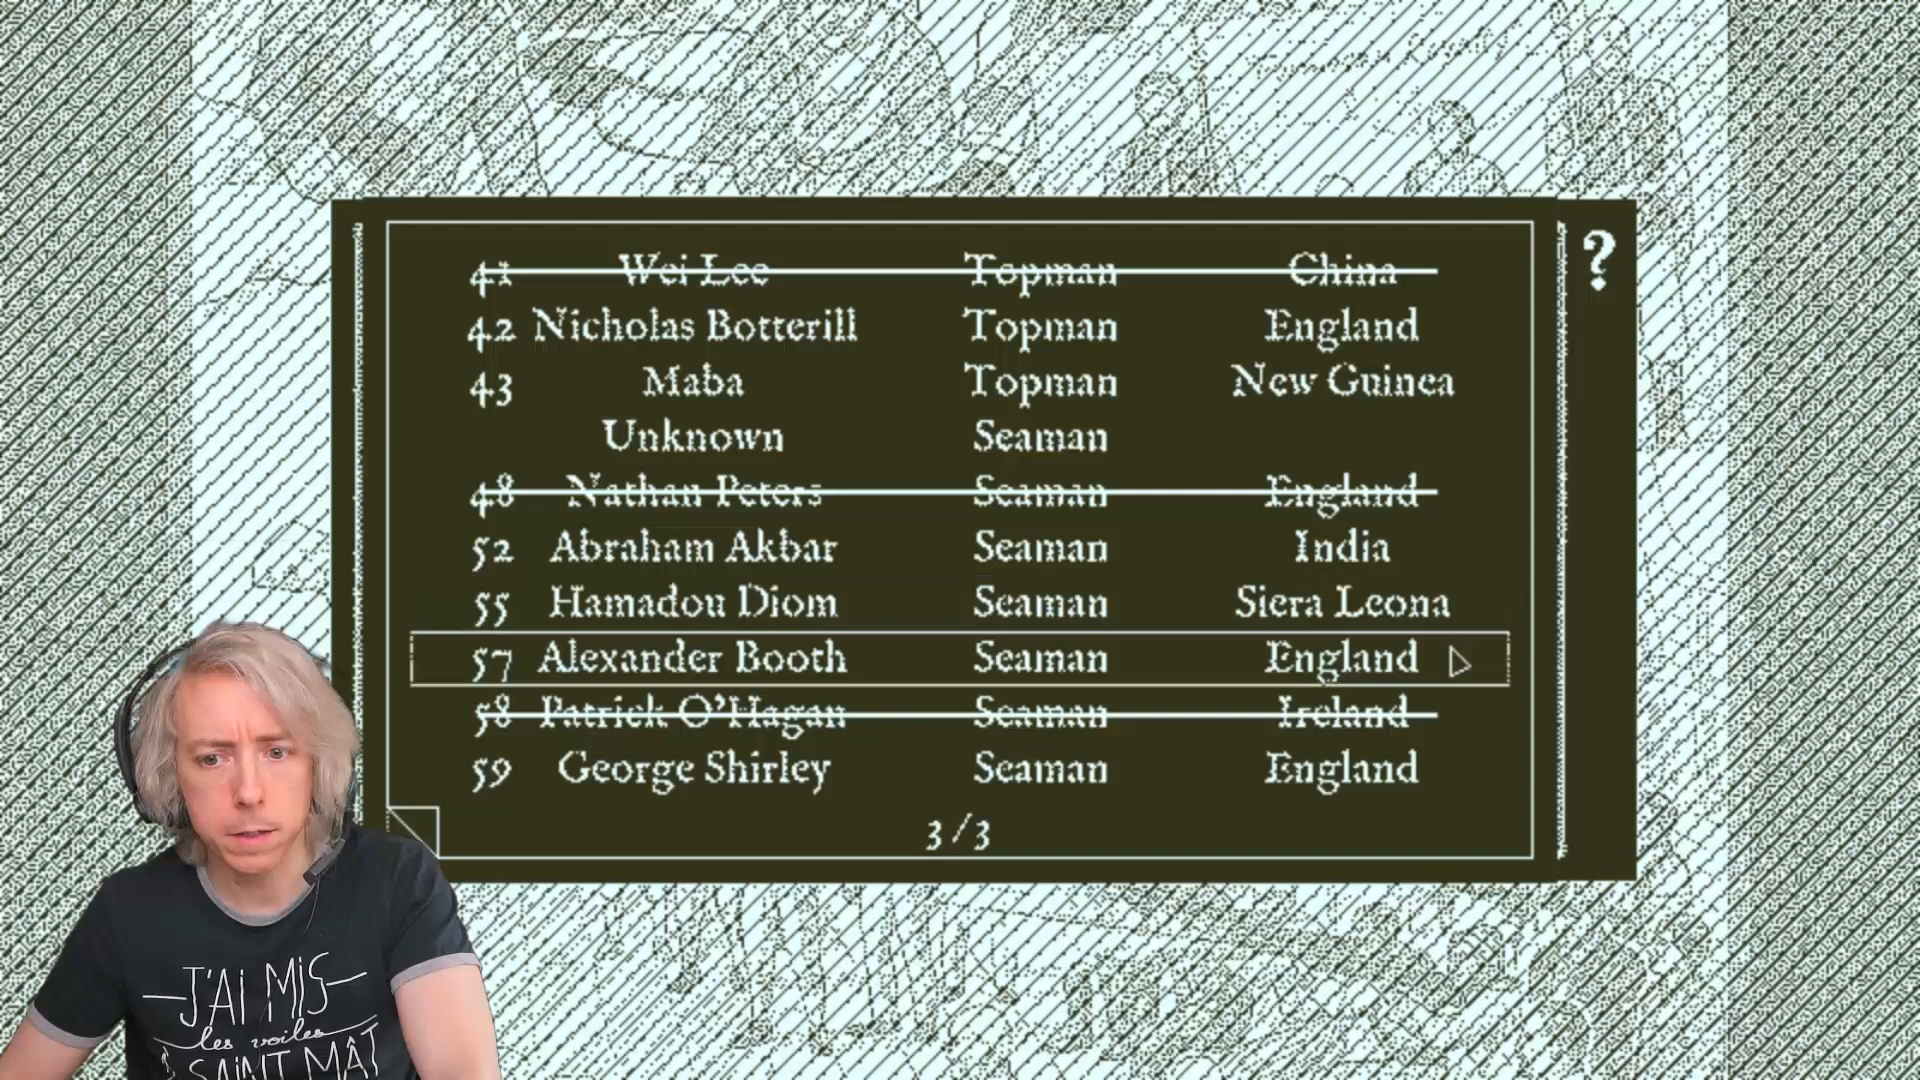 ?
41 Wei Lee Topman China
42 Nicholas Botterill Topman England
43 Maba Topman New Guinea
Unknown Seaman
48 Nathan Peters Seaman England
52 Abraham Akbar Seaman India
55 Hamadou Diom Seaman Siera Leona
57 Alexander Booth Seaman England
58 Patrick O'Hagan Seaman Ireland
59 George Shirley Seaman England
3/3
J'AI MIS
les voiles
À SAINT MÂT